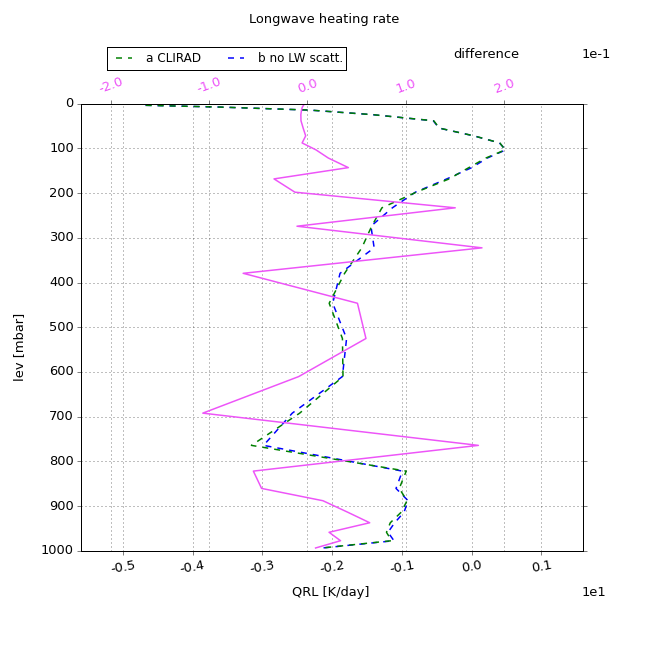 Longwave heating rate
a CLIRAD b no LW scatt. difference 1e-1
-2.0 -1.0 0.0 1.0 2.0
0
100
200
300
400
500
600
700
800
900
1000
lev [mbar]
-0.5 -0.4 -0.3 -0.2 -0.1 0.0 0.1
QRL [K/day] 1e1